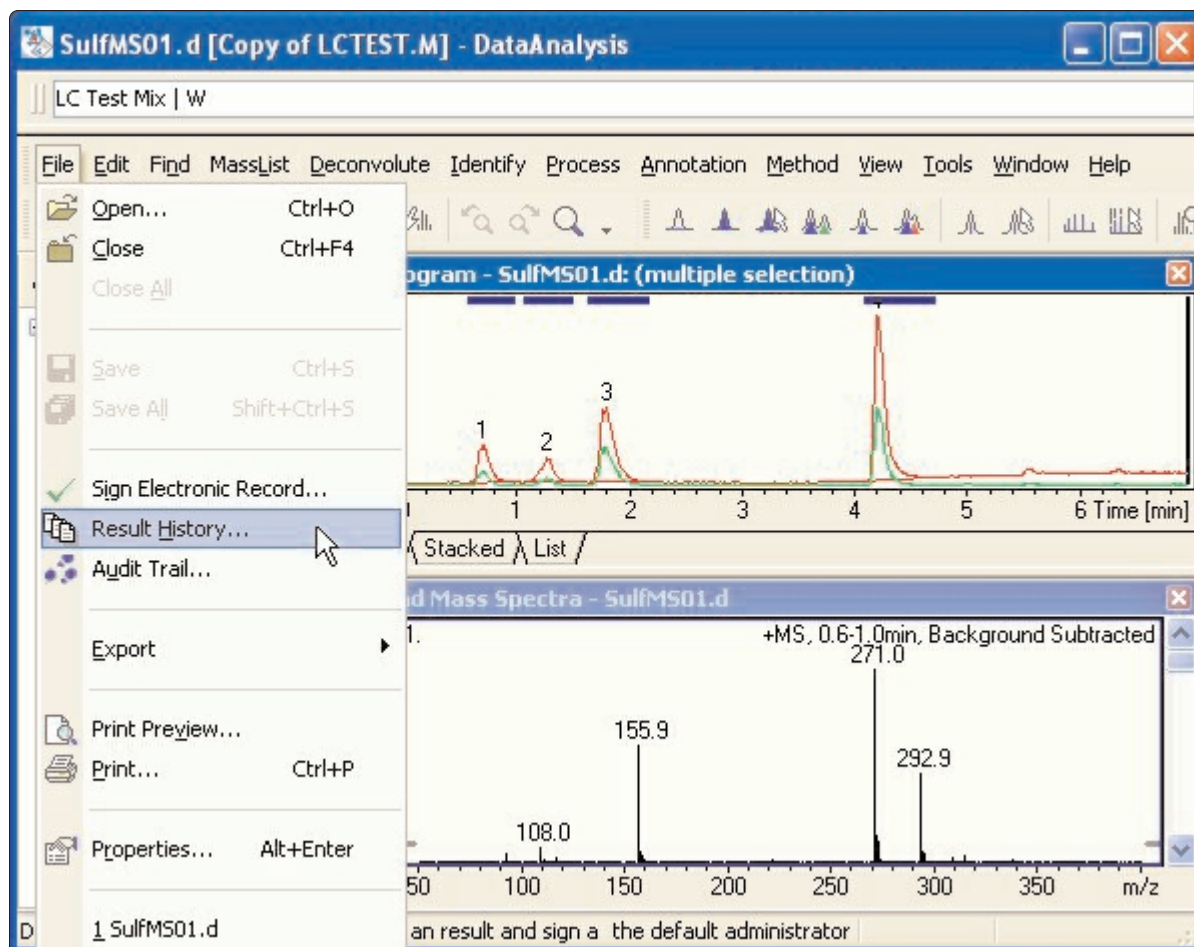 SulfMS01.d [Copy of LCTEST.M] - DataAnalysis
LC Test Mix | W
File Edit Find MassList Deconvolute Identify Process Annotation Method View Tools Window Help
Open... Ctrl+O
Close Ctrl+F4
Close All
Save Ctrl+S
Save All Shift+Ctrl+S
Sign Electronic Record...
Result History...
Audit Trail...
Export
Print Preview...
Print... Ctrl+P
Properties... Alt+Enter
1 SulfMS01.d
ogram - SulfMS01.d: (multiple selection)
1 2 3
1 2 3 4 5 6 Time [min]
Stacked List
d Mass Spectra - SulfMS01.d
1. +MS, 0.6-1.0min, Background Subtracted
271.0
155.9
292.9
108.0
50 100 150 200 250 300 350 m/z
D an result and sign a the default administrator